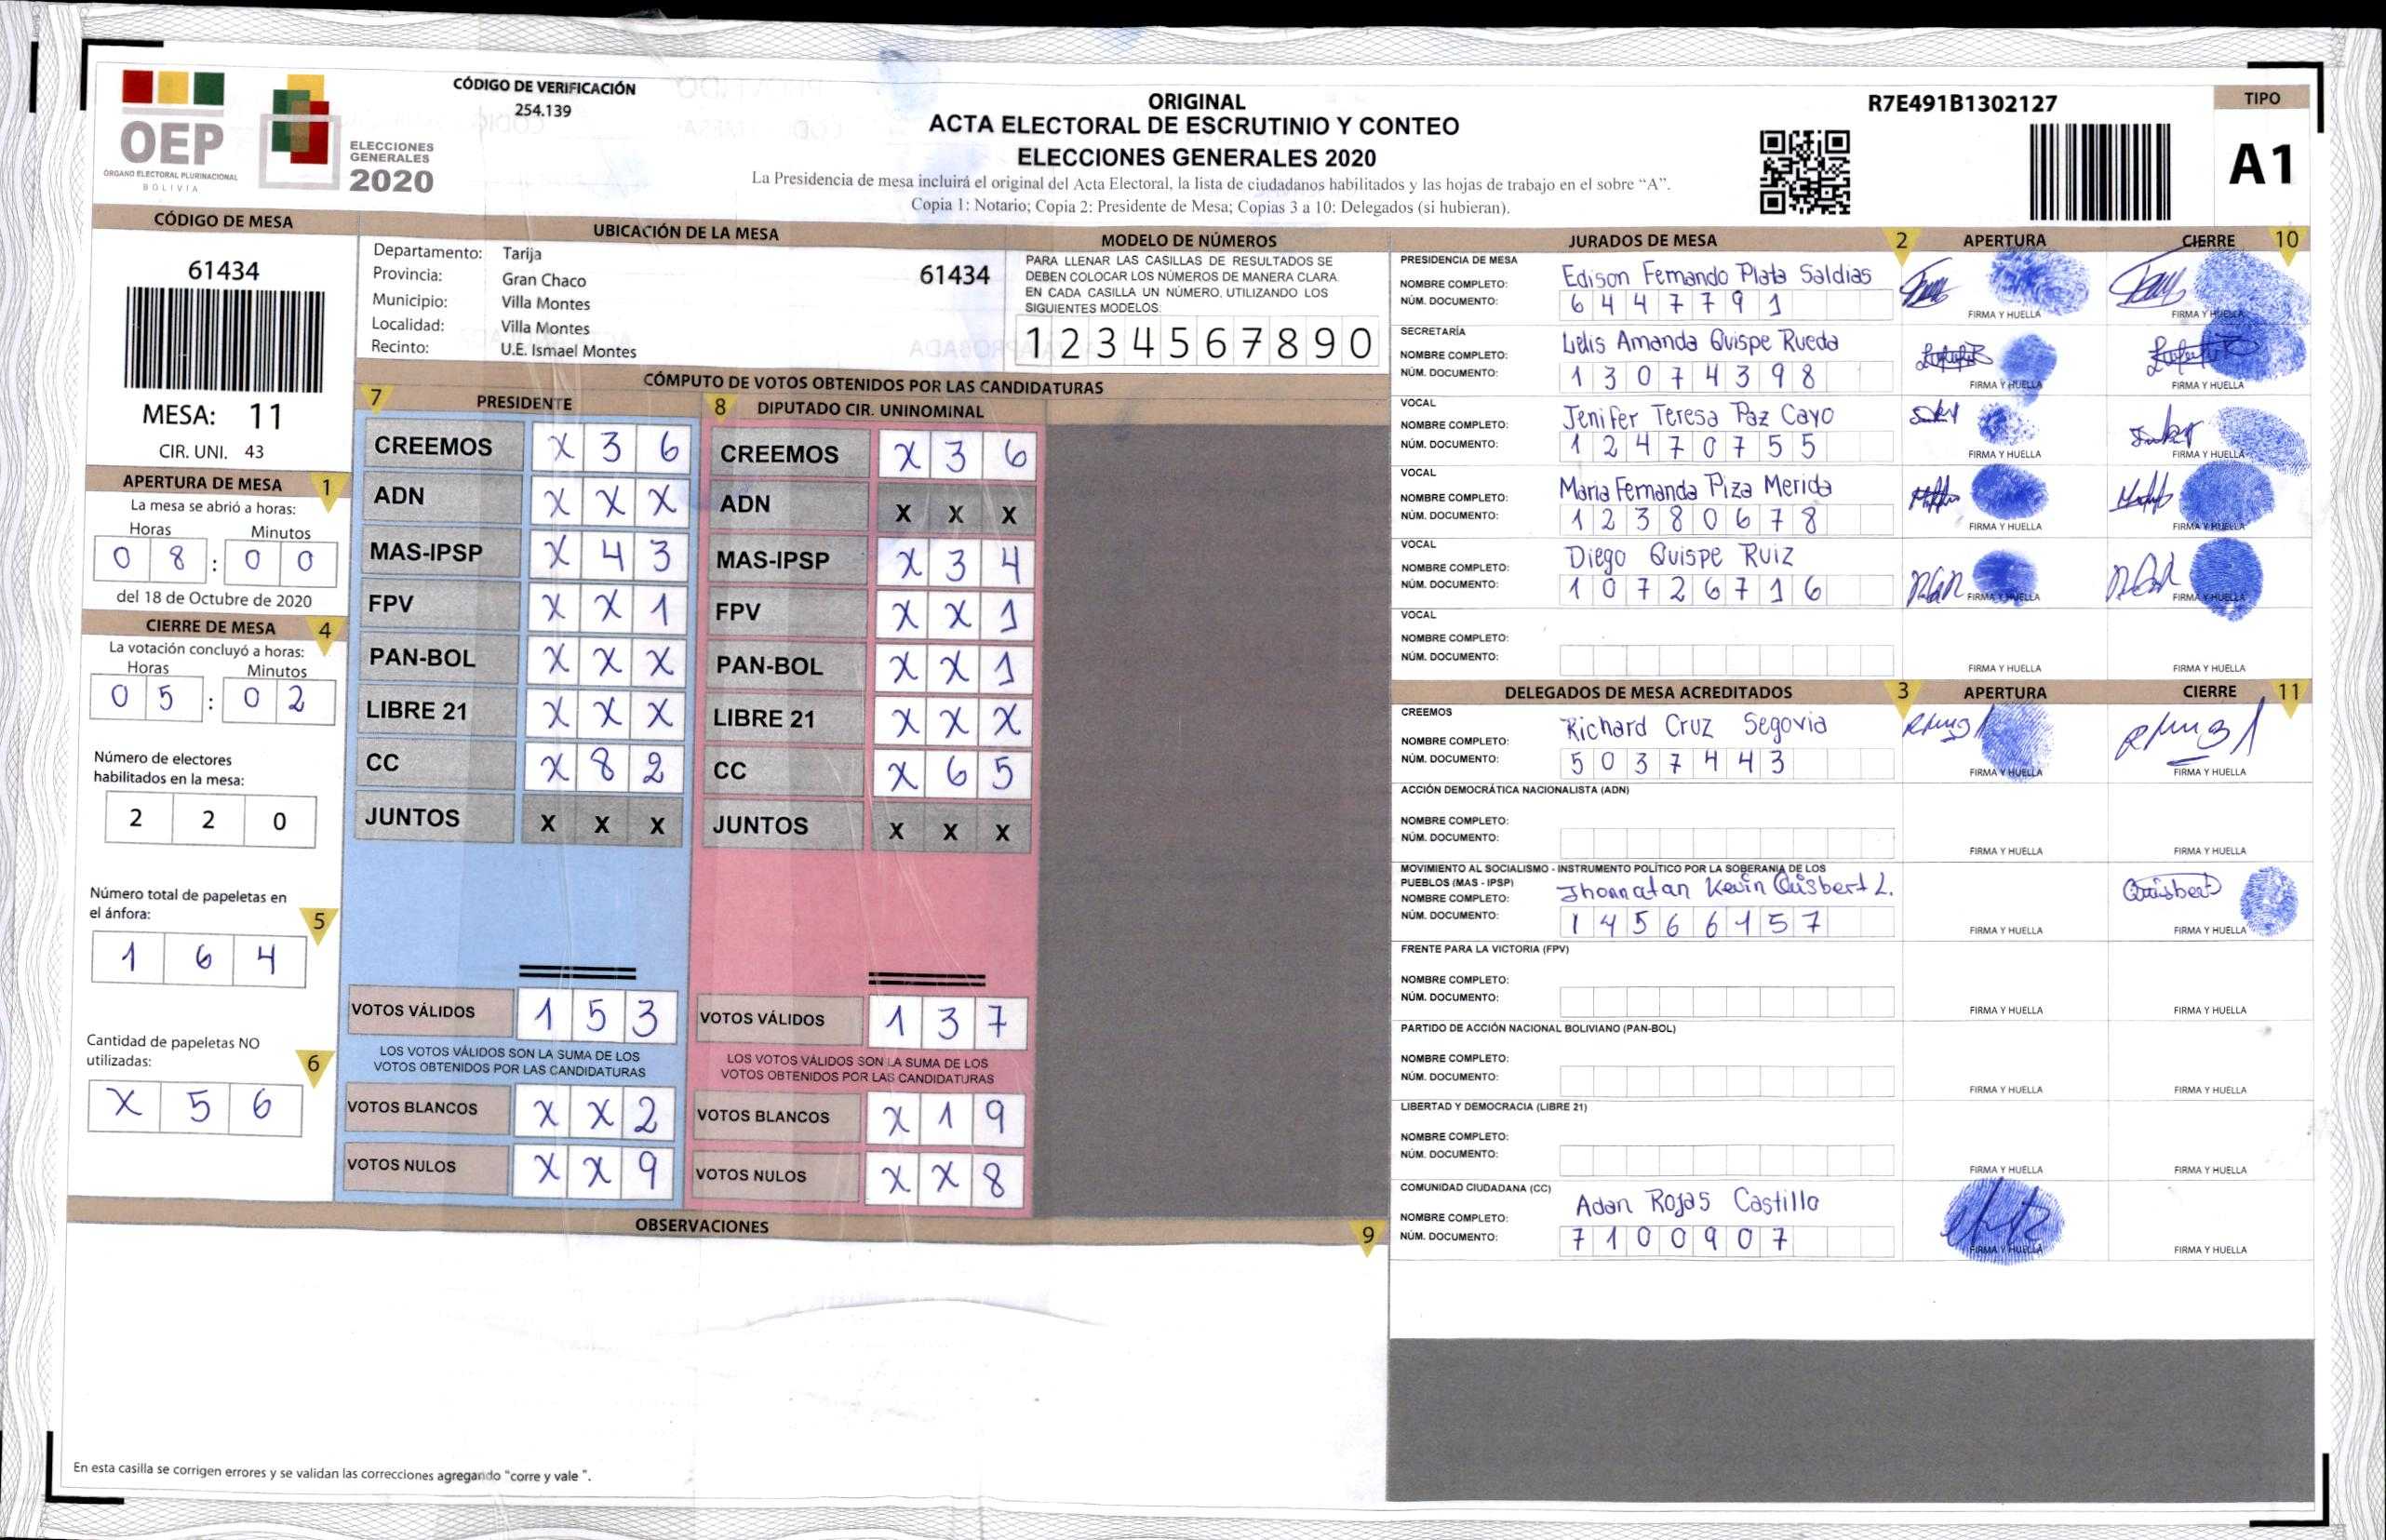 OEP
ÓRGANO ELECTORAL PLURINACIONAL
BOLIVIA
ELECCIONES
GENERALES
2020
CÓDIGO DE VERIFICACIÓN
254.139
ORIGINAL
ACTA ELECTORAL DE ESCRUTINIO Y CONTEO
ELECCIONES GENERALES 2020
La Presidencia de mesa incluirá el original del Acta Electoral, la lista de ciudadanos habilitados y las hojas de trabajo en el sobre “A”.
Copia 1: Notario; Copia 2: Presidente de Mesa; Copias 3 a 10: Delegados (si hubieran).
R7E491B1302127
TIPO
A1
CÓDIGO DE MESA
61434
MESA: 11
CIR. UNI. 43
APERTURA DE MESA 1
La mesa se abrió a horas:
Horas Minutos
0 8 : 0 0
del 18 de Octubre de 2020
CIERRE DE MESA 4
La votación concluyó a horas:
Horas Minutos
0 5 : 0 2
Número de electores
habilitados en la mesa:
2 2 0
Número total de papeletas en
el ánfora: 5
1 6 4
Cantidad de papeletas NO
utilizadas: 6
X 5 6
UBICACIÓN DE LA MESA
Departamento: Tarija
Provincia: Gran Chaco 61434
Municipio: Villa Montes
Localidad: Villa Montes
Recinto: U.E. Ismael Montes
MODELO DE NÚMEROS
PARA LLENAR LAS CASILLAS DE RESULTADOS SE
DEBEN COLOCAR LOS NÚMEROS DE MANERA CLARA
EN CADA CASILLA UN NÚMERO, UTILIZANDO LOS
SIGUIENTES MODELOS:
1 2 3 4 5 6 7 8 9 0
CÓMPUTO DE VOTOS OBTENIDOS POR LAS CANDIDATURAS
7 PRESIDENTE
CREEMOS X 3 6
ADN X X X
MAS-IPSP X 4 3
FPV X X 1
PAN-BOL X X X
LIBRE 21 X X X
CC X 8 2
JUNTOS X X X
VOTOS VÁLIDOS 1 5 3
LOS VOTOS VÁLIDOS SON LA SUMA DE LOS
VOTOS OBTENIDOS POR LAS CANDIDATURAS
VOTOS BLANCOS X X 2
VOTOS NULOS X X 9
8 DIPUTADO CIR. UNINOMINAL
CREEMOS X 3 6
ADN X X X
MAS-IPSP X 3 4
FPV X X 1
PAN-BOL X X 1
LIBRE 21 X X X
CC X 6 5
JUNTOS X X X
VOTOS VÁLIDOS 1 3 7
LOS VOTOS VÁLIDOS SON LA SUMA DE LOS
VOTOS OBTENIDOS POR LAS CANDIDATURAS
VOTOS BLANCOS X 1 9
VOTOS NULOS X X 8
OBSERVACIONES 9
En esta casilla se corrigen errores y se validan las correcciones agregando "corre y vale ".
JURADOS DE MESA 2 APERTURA CIERRE 10
PRESIDENCIA DE MESA
NOMBRE COMPLETO: Edison Fernando Plata Saldias
NÚM. DOCUMENTO: 6 4 4 7 7 9 1
FIRMA Y HUELLA FIRMA Y HUELLA
SECRETARÍA
NOMBRE COMPLETO: Lelis Amanda Quispe Rueda
NÚM. DOCUMENTO: 1 3 0 7 4 3 9 8
FIRMA Y HUELLA FIRMA Y HUELLA
VOCAL
NOMBRE COMPLETO: Jenifer Teresa Paz Cayo
NÚM. DOCUMENTO: 1 2 4 7 0 7 5 5
FIRMA Y HUELLA FIRMA Y HUELLA
VOCAL
NOMBRE COMPLETO: Maria Fernanda Piza Merida
NÚM. DOCUMENTO: 1 2 3 8 0 6 7 8
FIRMA Y HUELLA FIRMA Y HUELLA
VOCAL
NOMBRE COMPLETO: Diego Quispe Ruiz
NÚM. DOCUMENTO: 1 0 7 2 6 7 1 6
FIRMA Y HUELLA FIRMA Y HUELLA
VOCAL
NOMBRE COMPLETO:
NÚM. DOCUMENTO:
FIRMA Y HUELLA FIRMA Y HUELLA
DELEGADOS DE MESA ACREDITADOS 3 APERTURA CIERRE 11
CREEMOS
NOMBRE COMPLETO: Richard Cruz Segovia
NÚM. DOCUMENTO: 5 0 3 7 4 4 3
FIRMA Y HUELLA FIRMA Y HUELLA
ACCIÓN DEMOCRÁTICA NACIONALISTA (ADN)
NOMBRE COMPLETO:
NÚM. DOCUMENTO:
FIRMA Y HUELLA FIRMA Y HUELLA
MOVIMIENTO AL SOCIALISMO - INSTRUMENTO POLÍTICO POR LA SOBERANÍA DE LOS
PUEBLOS (MAS - IPSP)
NOMBRE COMPLETO: Jhonnatan Kevin Quisbert L.
NÚM. DOCUMENTO: 1 4 5 6 6 1 5 7
Quisbert
FIRMA Y HUELLA FIRMA Y HUELLA
FRENTE PARA LA VICTORIA (FPV)
NOMBRE COMPLETO:
NÚM. DOCUMENTO:
FIRMA Y HUELLA FIRMA Y HUELLA
PARTIDO DE ACCIÓN NACIONAL BOLIVIANO (PAN-BOL)
NOMBRE COMPLETO:
NÚM. DOCUMENTO:
FIRMA Y HUELLA FIRMA Y HUELLA
LIBERTAD Y DEMOCRACIA (LIBRE 21)
NOMBRE COMPLETO:
NÚM. DOCUMENTO:
FIRMA Y HUELLA FIRMA Y HUELLA
COMUNIDAD CIUDADANA (CC)
NOMBRE COMPLETO: Adan Rojas Castillo
NÚM. DOCUMENTO: 7 1 0 0 9 0 7
FIRMA Y HUELLA FIRMA Y HUELLA